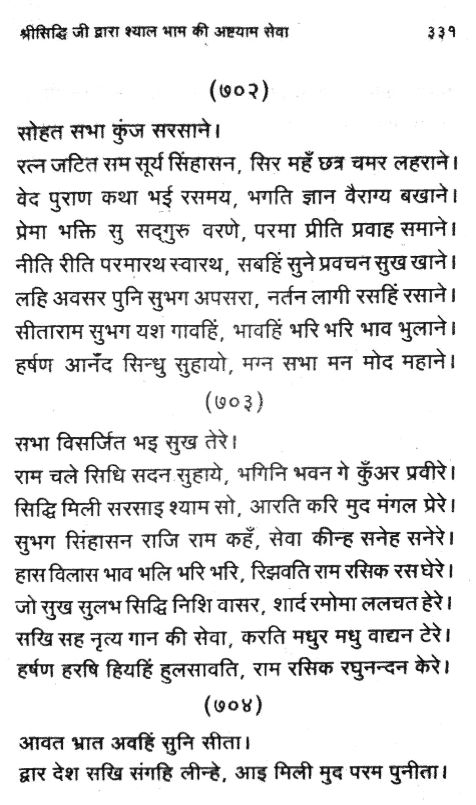 श्रीसिद्धि जी द्वारा श्याल भाम की अष्टयाम सेवा ३३१
(७०२)
सोहत सभा कुंज सरसाने।
रत्न जटित सम सूर्य सिंहासन, सिर महँ छत्र चमर लहराने।
वेद पुराण कथा भई रसमय, भगति ज्ञान वैराग्य बखाने।
प्रेमा भक्ति सु सद्गुरु वरणे, परमा प्रीति प्रवाह समाने।
नीति रीति परमारथ स्वारथ, सबहिं सुने प्रवचन सुख खाने।
लहि अवसर पुनि सुभग अपसरा, नर्तन लागी रसहिं रसाने।
सीताराम सुभग यश गावहिं, भावहिं भरि भरि भाव भुलाने।
हर्षण आनँद सिन्धु सुहायो, मग्न सभा मन मोद महाने।
(७०३)
सभा विसर्जित भइ सुख तेरे।
राम चले सिधि सदन सुहाये, भगिनि भवन गे कुँअर प्रवीरे।
सिद्धि मिली सरसाइ श्याम सो, आरति करि मुद मंगल प्रेरे।
सुभग सिंहासन राजि राम कहँ, सेवा कीन्ह सनेह सनेरे।
हास विलास भाव भलि भरि भरि, रिझवति राम रसिक रस घेरे।
जो सुख सुलभ सिद्धि निशि वासर, शार्द रमोमा ललचत हेरे।
सखि सह नृत्य गान की सेवा, करति मधुर मधु वाद्यन टेरे।
हर्षण हरषि हियहिं हुलसावति, राम रसिक रघुनन्दन केरे।
(७०४)
आवत भ्रात अवहिं सुनि सीता।
द्वार देश सखि संगहि लीन्हे, आइ मिली मुद परम पुनीता।